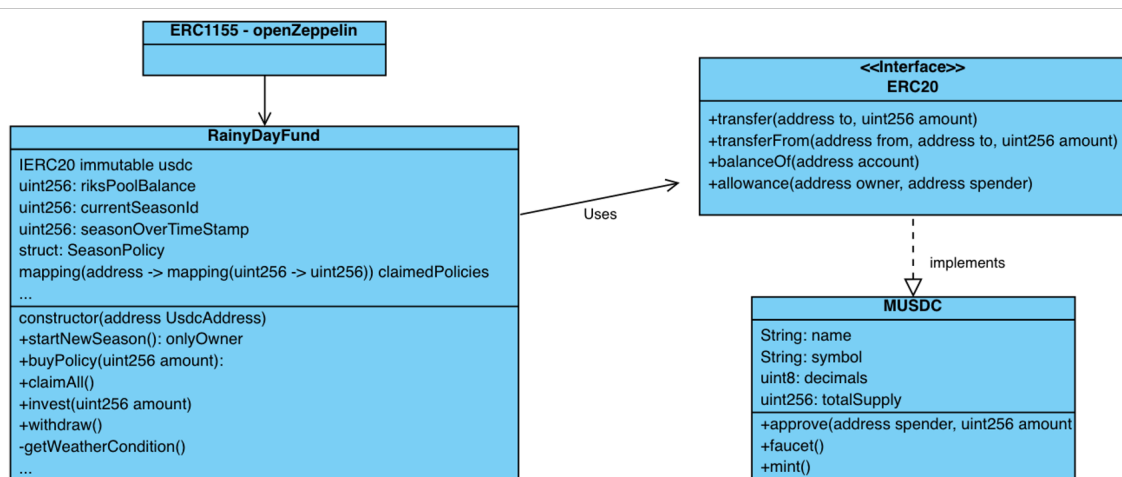 ERC1155 - openZeppelin
RainyDayFund
IERC20 immutable usdc
uint256: riksPoolBalance
uint256: currentSeasonId
uint256: seasonOverTimeStamp
struct: SeasonPolicy
mapping(address -> mapping(uint256 -> uint256)) claimedPolicies
...
constructor(address UsdcAddress)
+startNewSeason(): onlyOwner
+buyPolicy(uint256 amount):
+claimAll()
+invest(uint256 amount)
+withdraw()
-getWeatherCondition()
...
Uses
<<Interface>>
ERC20
+transfer(address to, uint256 amount)
+transferFrom(address from, address to, uint256 amount)
+balanceOf(address account)
+allowance(address owner, address spender)
implements
MUSDC
String: name
String: symbol
uint8: decimals
uint256: totalSupply
+approve(address spender, uint256 amount
+faucet()
+mint()